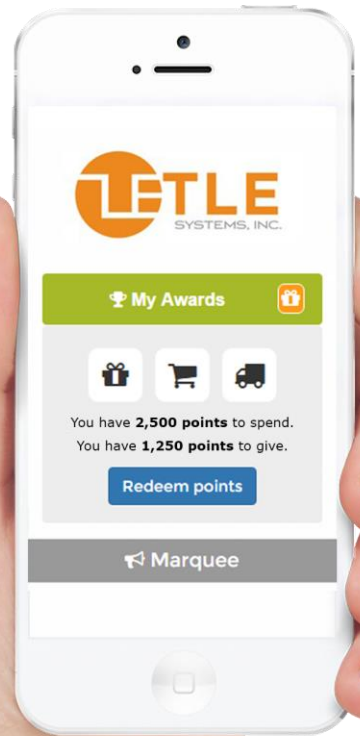 TLE
SYSTEMS, INC.
My Awards
You have 2,500 points to spend.
You have 1,250 points to give.
Redeem points
Marquee